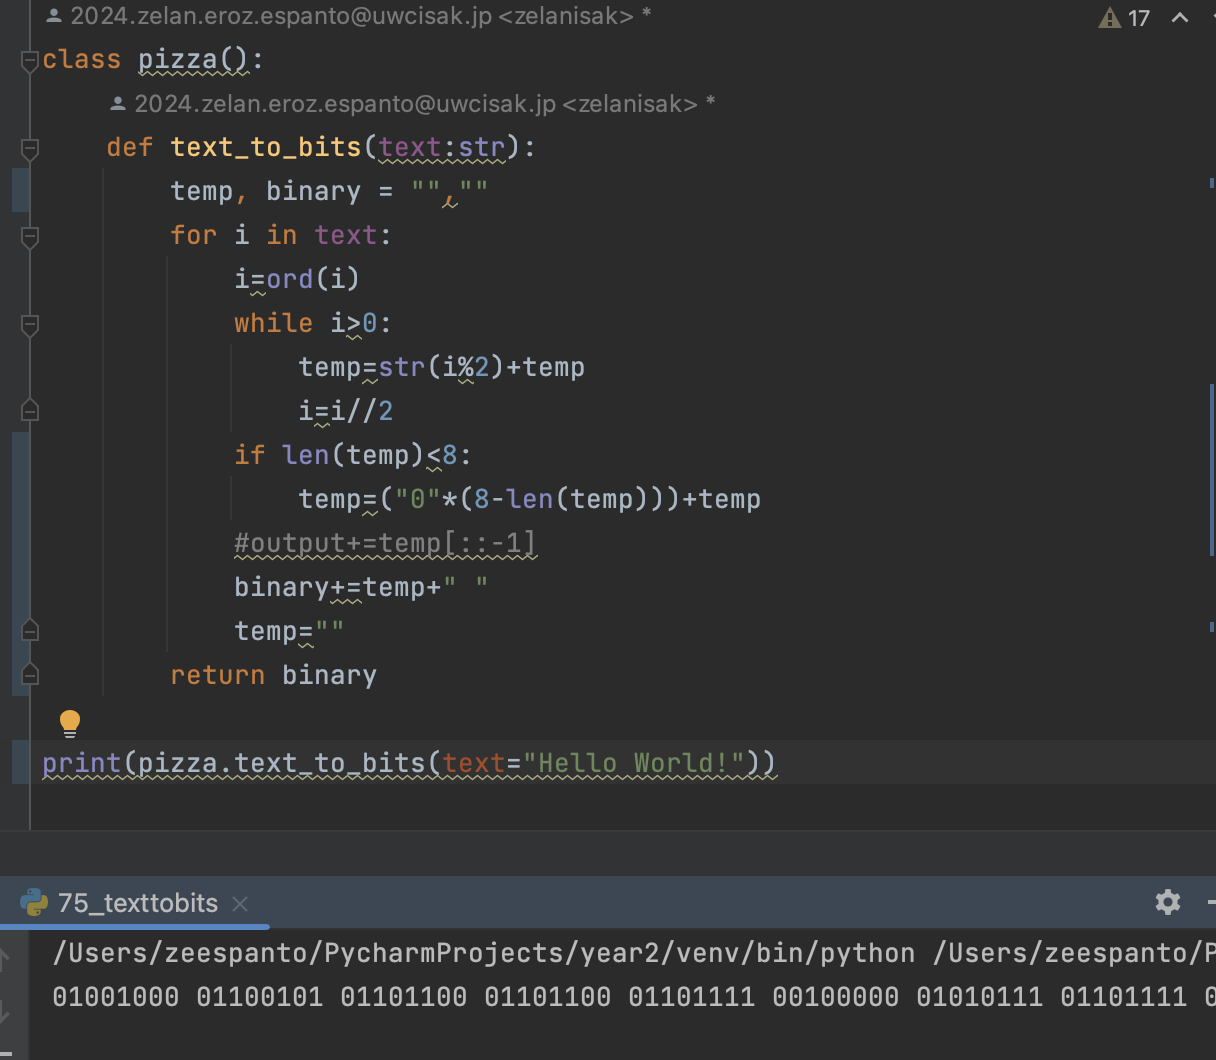 2024.zelan.eroz.espanto@uwcisak.jp <zelanisak> *
17
class pizza():
2024.zelan.eroz.espanto@uwcisak.jp <zelanisak> *
def text_to_bits(text:str):
temp, binary = "",""
for i in text:
i=ord(i)
while i>0:
temp=str(i%2)+temp
i=i//2
if len(temp)<8:
temp=("0"*(8-len(temp)))+temp
#output+=temp[::-1]
binary+=temp+" "
temp=""
return binary
print(pizza.text_to_bits(text="Hello World!"))
75_texttobits
/Users/zeespanto/PycharmProjects/year2/venv/bin/python /Users/zeespanto/P
01001000 01100101 01101100 01101100 01101111 00100000 01010111 01101111 0